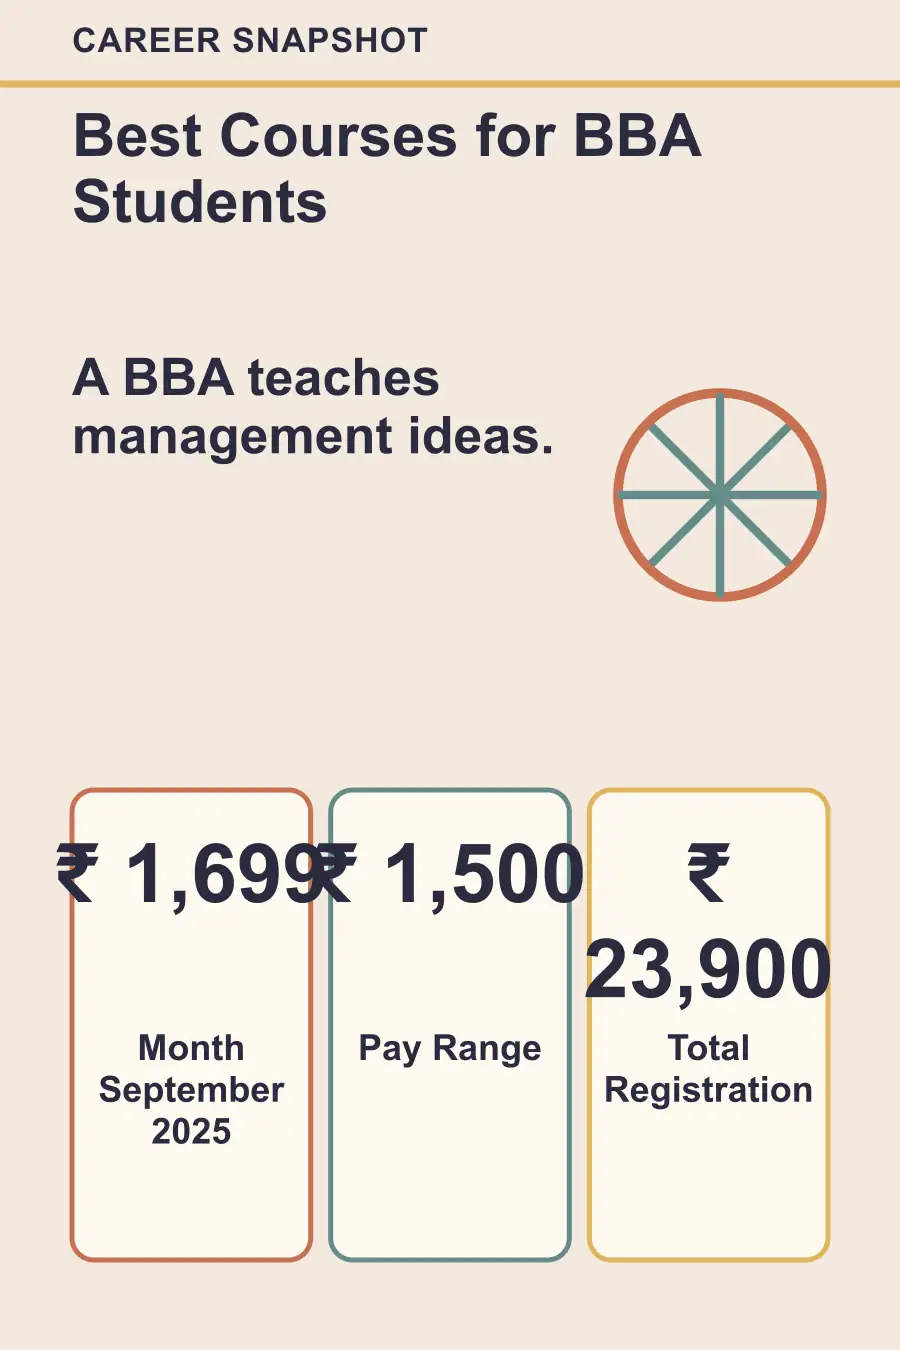 CAREER SNAPSHOT
Best Courses for BBA
Students
A BBA teaches
management ideas.
₹ 1,699
Month
September
2025
₹ 1,500
Pay Range
₹
23,900
Total
Registration